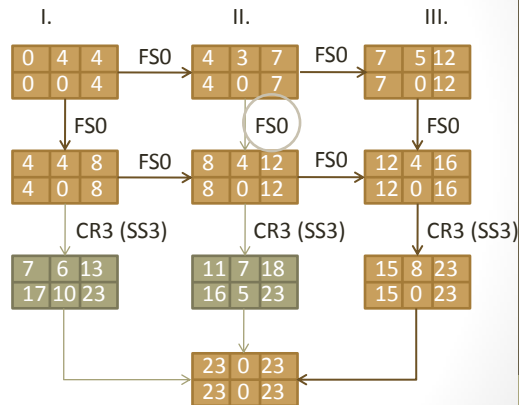 I. II. III.
0 4 4 FS0 4 3 7 FS0 7 5 12
0 0 4 4 0 7 7 0 12
FS0 FS0 FS0
4 4 8 FS0 8 4 12 FS0 12 4 16
4 0 8 8 0 12 12 0 16
CR3 (SS3) CR3 (SS3) CR3 (SS3)
7 6 13 11 7 18 15 8 23
17 10 23 16 5 23 15 0 23
23 0 23
23 0 23